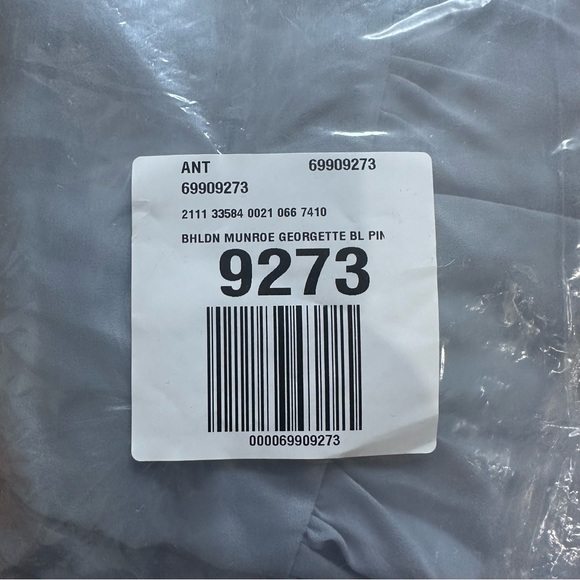 ANT 69909273
69909273
2111 33584 0021 066 7410
BHLDN MUNROE GEORGETTE BL PIN
9273
000069909273